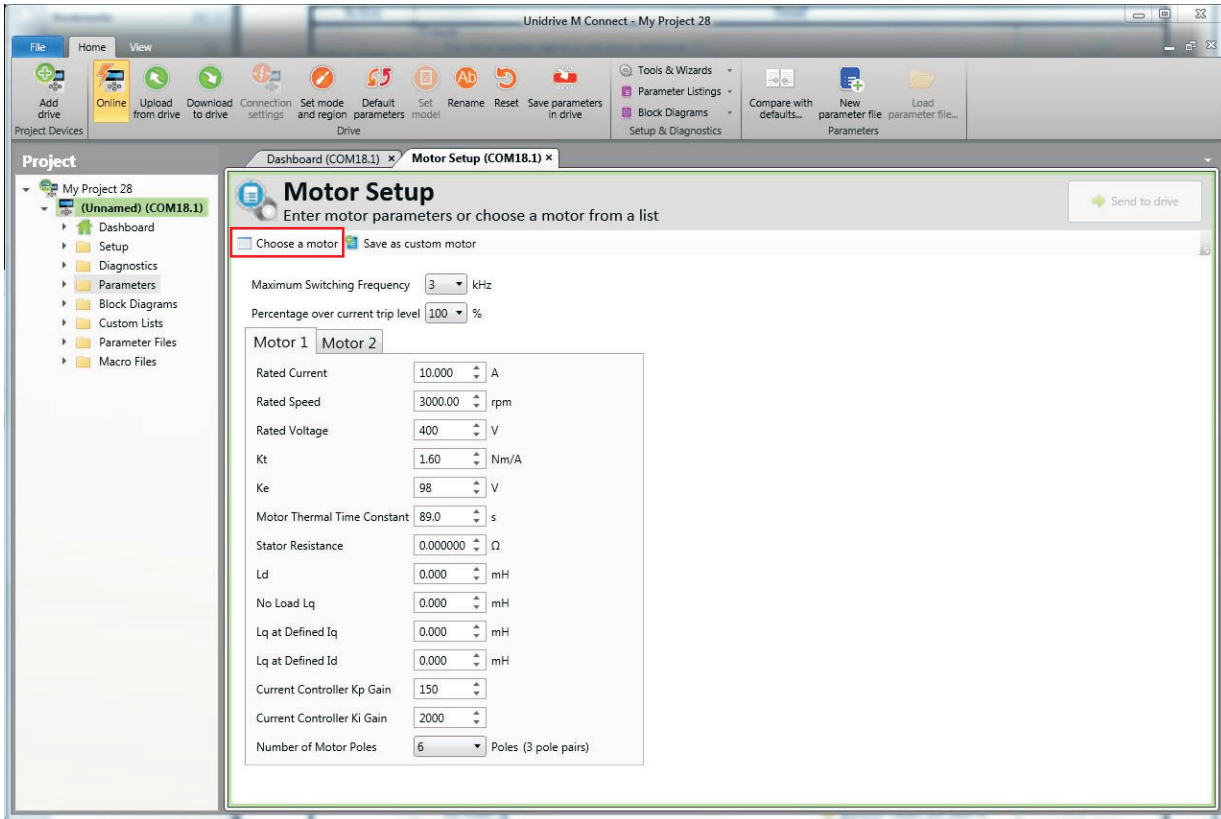 Unidrive M Connect - My Project 28
File Home View
Add drive
Online
Upload from drive
Download to drive
Connection settings
Set mode and region
Default parameters
Set model
Rename
Ab
Reset
Save parameters in drive
Tools & Wizards
Parameter Listings
Block Diagrams
Compare with defaults...
New parameter file
Load parameter file...
Project Devices
Drive
Setup & Diagnostics
Parameters
Project
My Project 28
(Unnamed) (COM18.1)
Dashboard
Setup
Diagnostics
Parameters
Block Diagrams
Custom Lists
Parameter Files
Macro Files
Dashboard (COM18.1) × Motor Setup (COM18.1) ×
Motor Setup
Enter motor parameters or choose a motor from a list
Send to drive
Choose a motor Save as custom motor
Maximum Switching Frequency 3 kHz
Percentage over current trip level 100 %
Motor 1 Motor 2
Rated Current 10.000 A
Rated Speed 3000.00 rpm
Rated Voltage 400 V
Kt 1.60 Nm/A
Ke 98 V
Motor Thermal Time Constant 89.0 s
Stator Resistance 0.000000 Ω
Ld 0.000 mH
No Load Lq 0.000 mH
Lq at Defined Iq 0.000 mH
Lq at Defined Id 0.000 mH
Current Controller Kp Gain 150
Current Controller Ki Gain 2000
Number of Motor Poles 6 Poles (3 pole pairs)